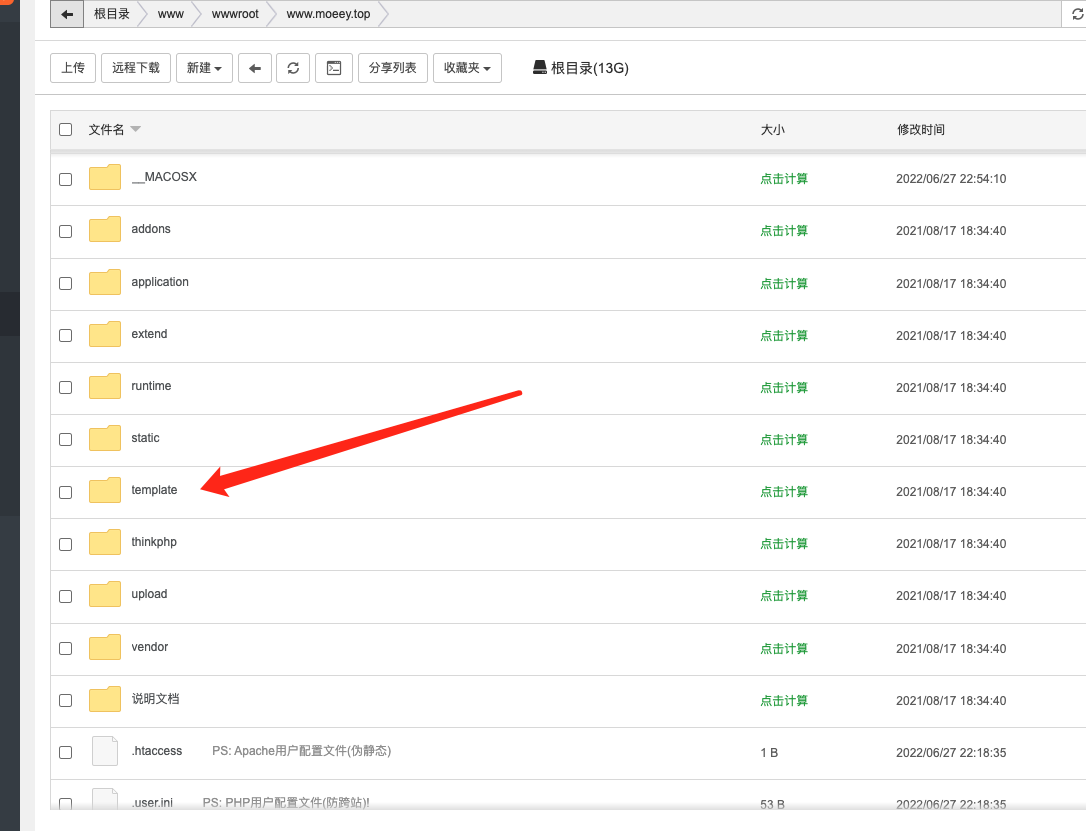 根目录 www wwwroot www.moeey.top
上传 远程下载 新建 分享列表 收藏夹 根目录(13G)
文件名 大小 修改时间
__MACOSX 点击计算 2022/06/27 22:54:10
addons 点击计算 2021/08/17 18:34:40
application 点击计算 2021/08/17 18:34:40
extend 点击计算 2021/08/17 18:34:40
runtime 点击计算 2021/08/17 18:34:40
static 点击计算 2021/08/17 18:34:40
template 点击计算 2021/08/17 18:34:40
thinkphp 点击计算 2021/08/17 18:34:40
upload 点击计算 2021/08/17 18:34:40
vendor 点击计算 2021/08/17 18:34:40
说明文档 点击计算 2021/08/17 18:34:40
.htaccess PS: Apache用户配置文件(伪静态) 1 B 2022/06/27 22:18:35
.user.ini PS: PHP用户配置文件(防跨站)! 53 B 2022/06/27 22:18:35